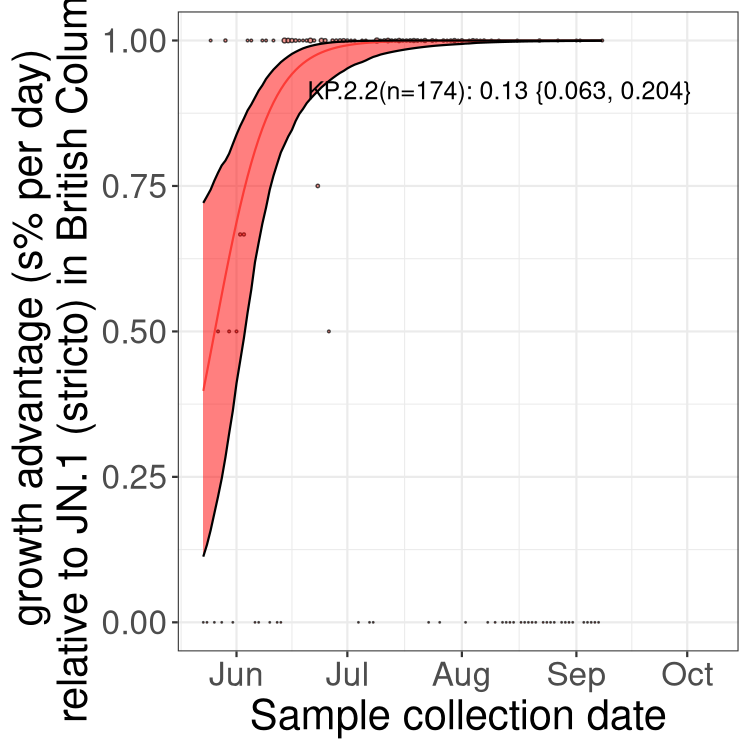 growth advantage (s% per day)
relative to JN.1 (stricto) in British Colum
1.00
0.75
0.50
0.25
0.00
KP.2.2(n=174): 0.13 {0.063, 0.204}
Jun Jul Aug Sep Oct
Sample collection date